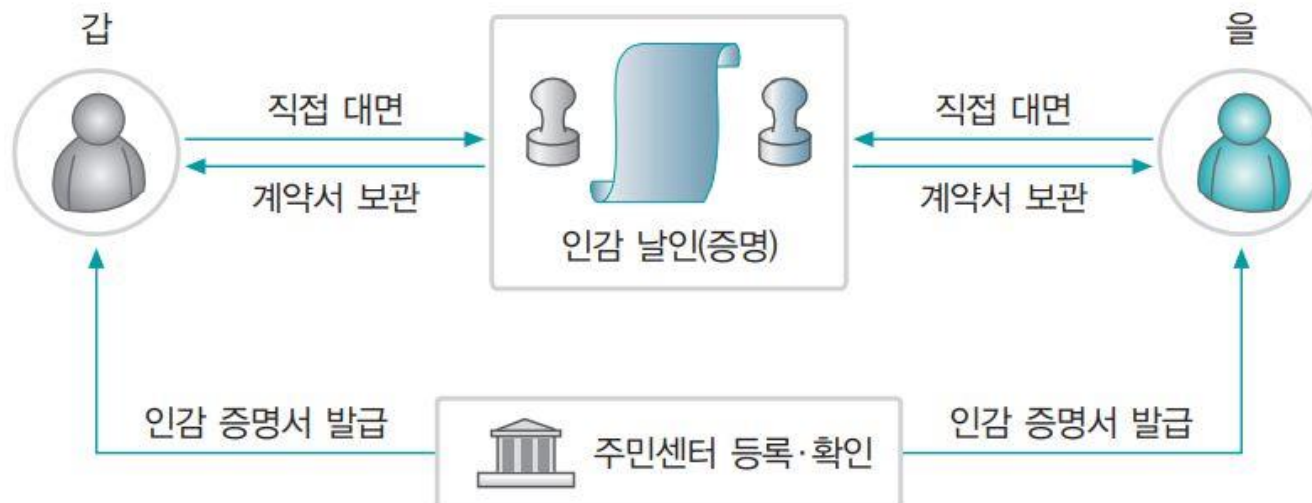 갑
을
직접 대면
직접 대면
계약서 보관
계약서 보관
인감 날인(증명)
인감 증명서 발급
주민센터 등록·확인
인감 증명서 발급